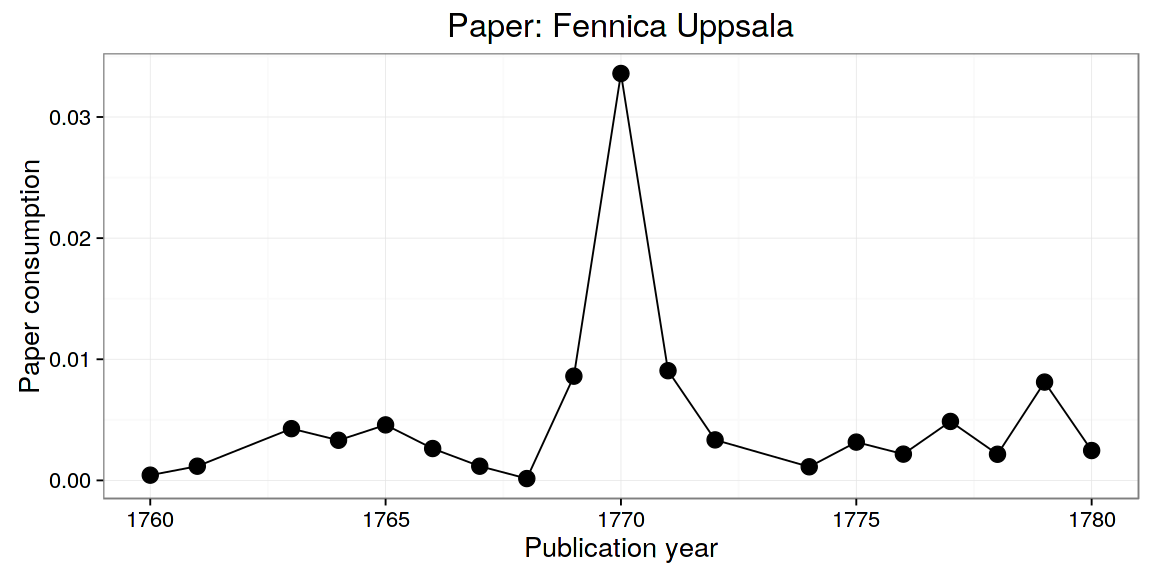 Paper: Fennica Uppsala
Paper consumption
0.03
0.02
0.01
0.00
1760 1765 1770 1775 1780
Publication year